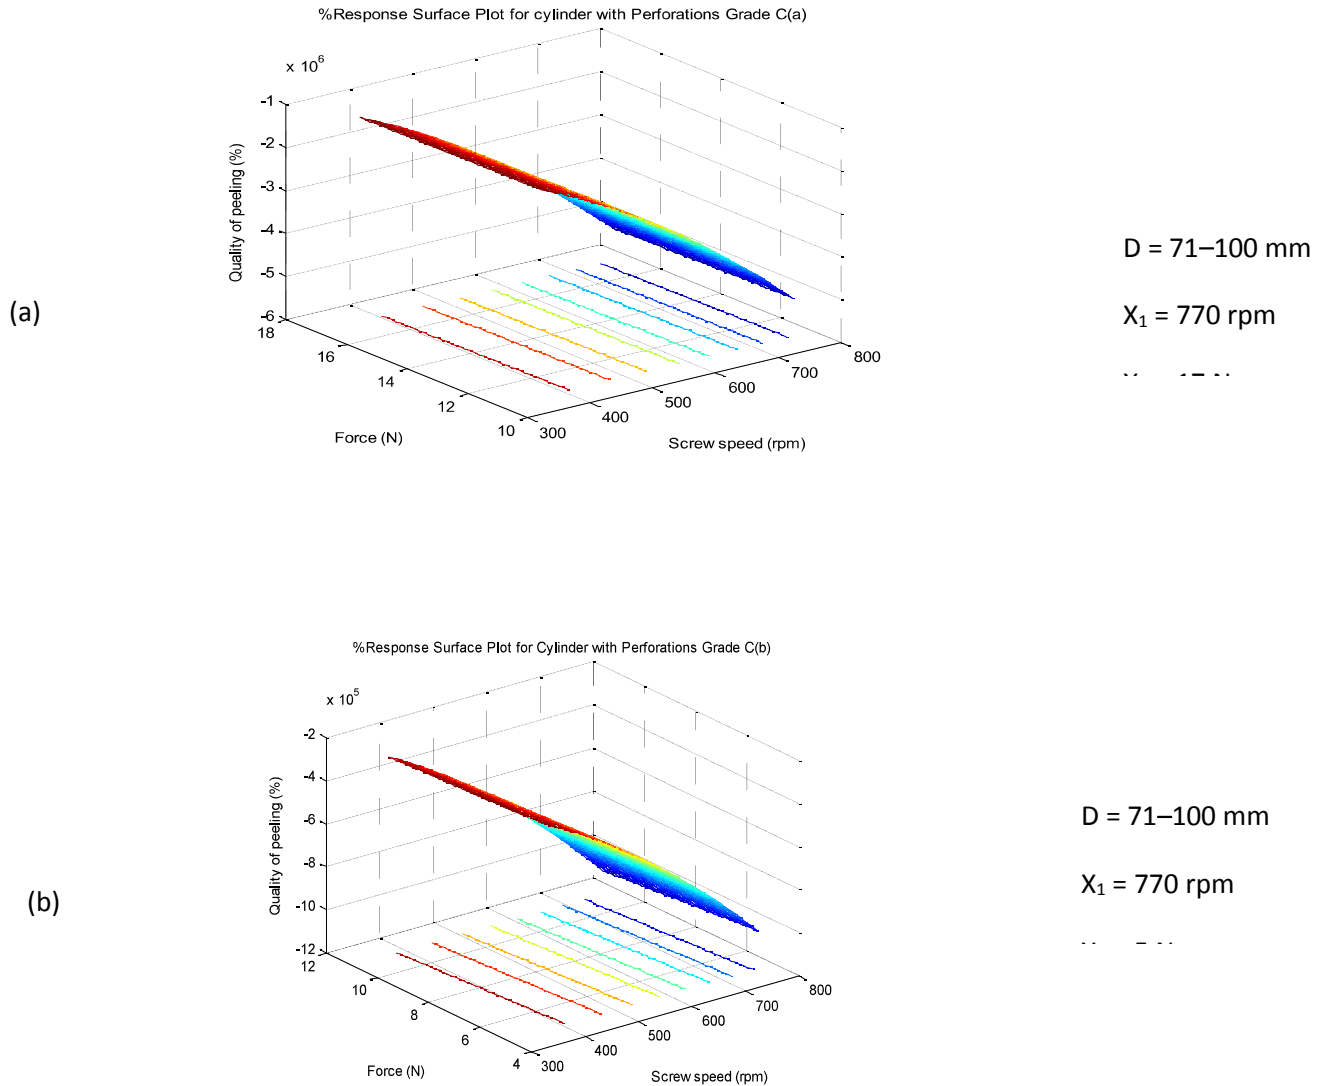 %Response Surface Plot for cylinder with Perforations Grade C(a)
x 10^6
-1
-2
-3
-4
-5
-6
Quality of peeling (%)
18
16
14
12
10
Force (N)
300
400
500
600
700
800
Screw speed (rpm)
(a)
D = 71–100 mm
X₁ = 770 rpm
%Response Surface Plot for Cylinder with Perforations Grade C(b)
x 10^5
-2
-4
-6
-8
-10
-12
Quality of peeling (%)
12
10
8
6
4
Force (N)
300
400
500
600
700
800
Screw speed (rpm)
(b)
D = 71–100 mm
X₁ = 770 rpm